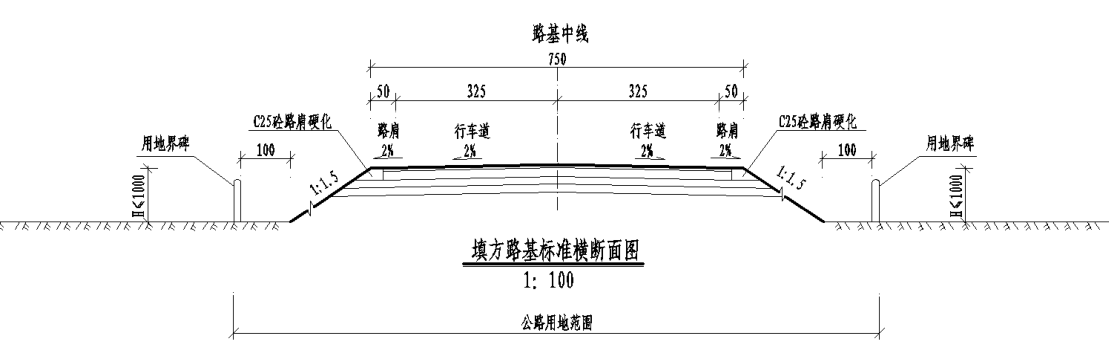 路基中线
750
50 325 325 50
C25砼路肩硬化 路肩 行车道 行车道 路肩 C25砼路肩硬化
用地界碑 100 2% 2% 2% 2% 100 用地界碑
H≤1000 1:1.5 1:1.5 H≤1000
填方路基标准横断面图
1: 100
公路用地范围